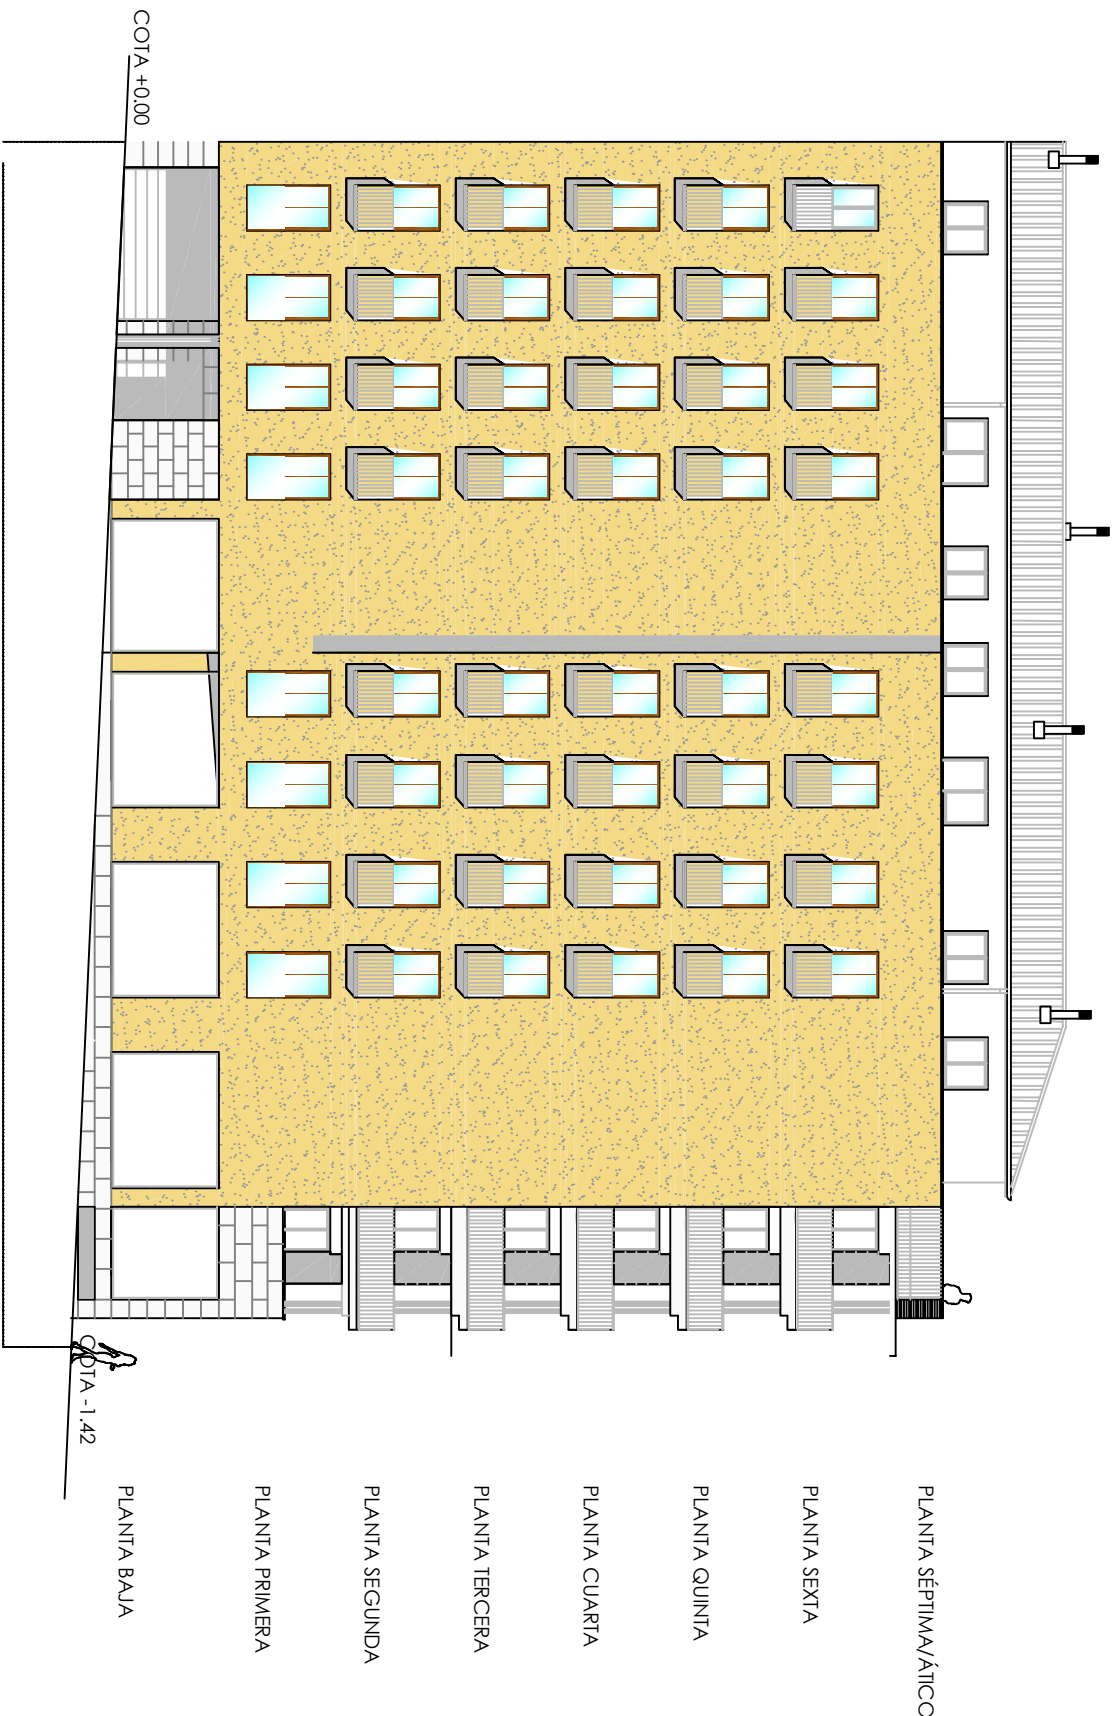 COTA +0.00
PLANTA SÉPTIMA/ÁTICO
PLANTA SEXTA
PLANTA QUINTA
PLANTA CUARTA
PLANTA TERCERA
PLANTA SEGUNDA
PLANTA PRIMERA
PLANTA BAJA
COTA -1.42